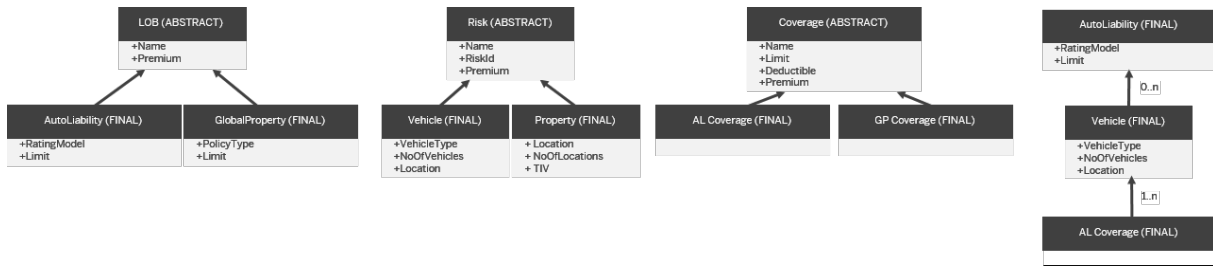 LOB (ABSTRACT)
+Name
+Premium
AutoLiability (FINAL)
+RatingModel
+Limit
GlobalProperty (FINAL)
+PolicyType
+Limit
Risk (ABSTRACT)
+Name
+RiskId
+Premium
Vehicle (FINAL)
+VehicleType
+NoOfVehicles
+Location
Property (FINAL)
+ Location
+ NoOfLocations
+ TIV
Coverage (ABSTRACT)
+Name
+Limit
+Deductible
+Premium
AL Coverage (FINAL)
GP Coverage (FINAL)
AutoLiability (FINAL)
+RatingModel
+Limit
0..n
Vehicle (FINAL)
+VehicleType
+NoOfVehicles
+Location
1..n
AL Coverage (FINAL)